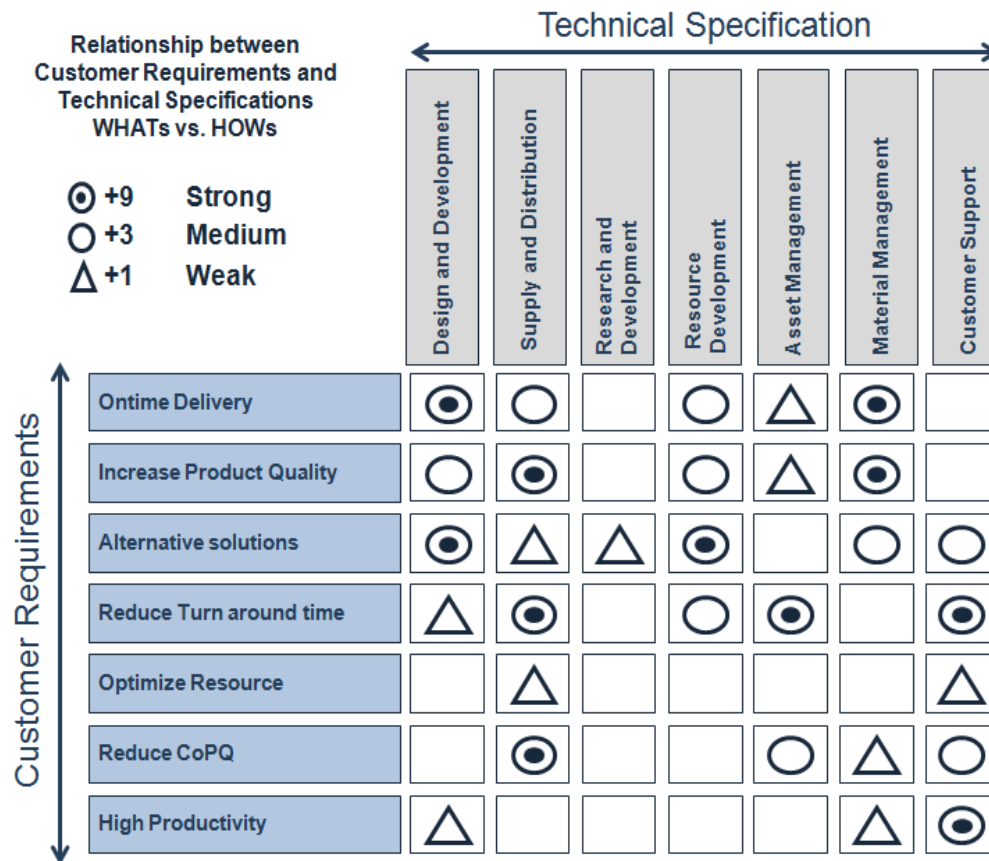 Technical Specification
Relationship between
Customer Requirements and
Technical Specifications
WHATs vs. HOWs
+9 Strong
+3 Medium
+1 Weak
Design and Development
Supply and Distribution
Research and
Development
Resource
Development
Asset Management
Material Management
Customer Support
Customer Requirements
Ontime Delivery
Increase Product Quality
Alternative solutions
Reduce Turn around time
Optimize Resource
Reduce CoPQ
High Productivity